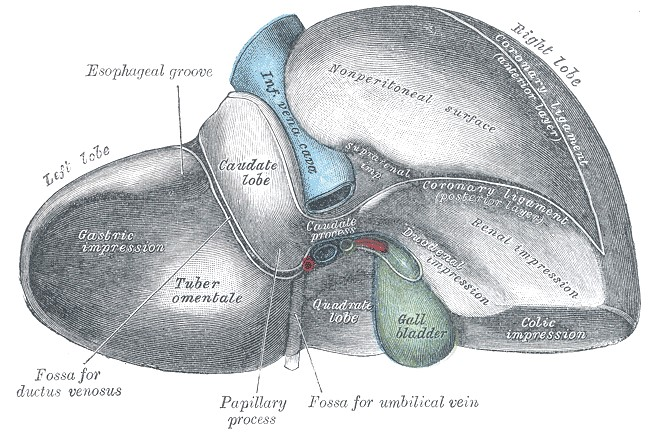 Right lobe
Coronary ligament
(anterior layer)
Esophageal groove
Inf. vena cava
Nonperitoneal surface
Left lobe
Caudate
lobe
Suprarenal
imp
Coronary ligament
(posterior layer)
Caudate
process
Renal impression
Gastric
impression
Duodenal
impression
Tuber
omentale
Quadrate
lobe
Gall
bladder
Colic
impression
Fossa for
ductus venosus
Papillary
process
Fossa for umbilical vein